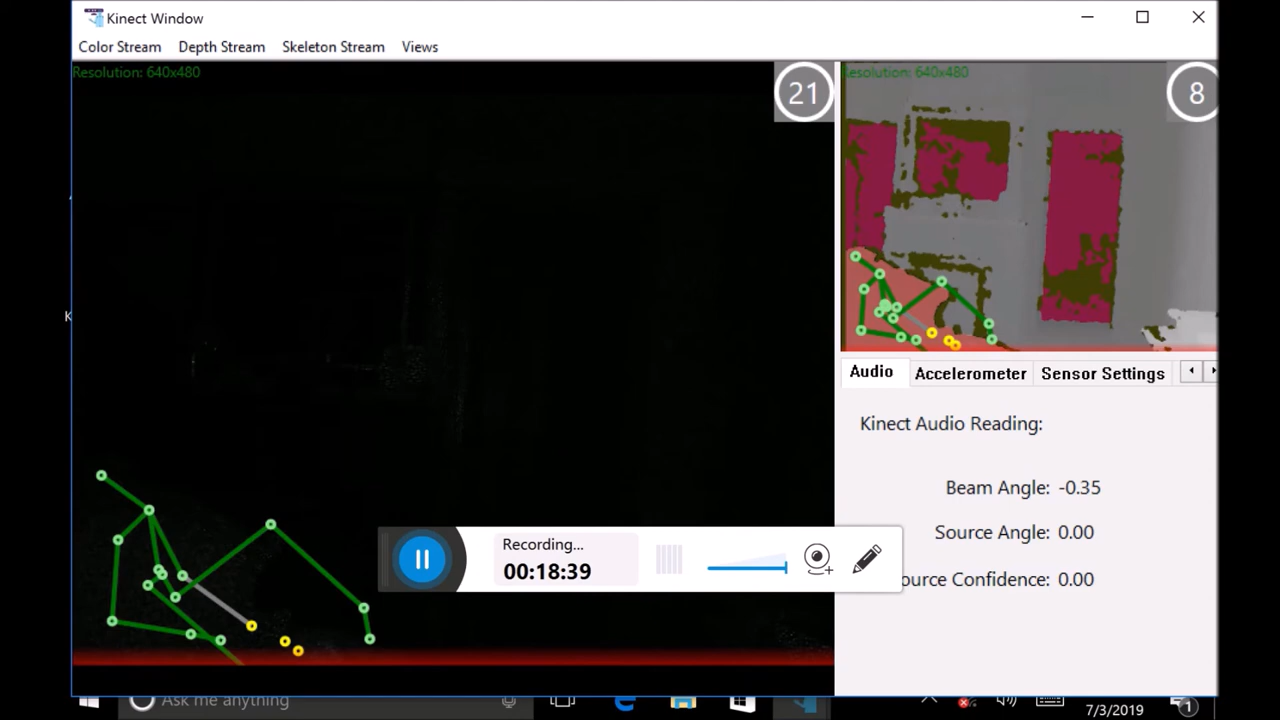 Kinect Window
Color Stream Depth Stream Skeleton Stream Views
Resolution: 640x480
21
Resolution: 640x480
8
Audio Accelerometer Sensor Settings
Kinect Audio Reading:
Beam Angle: -0.35
Source Angle: 0.00
ource Confidence: 0.00
Recording...
00:18:39
K
Ask me anything
7/3/2019
1